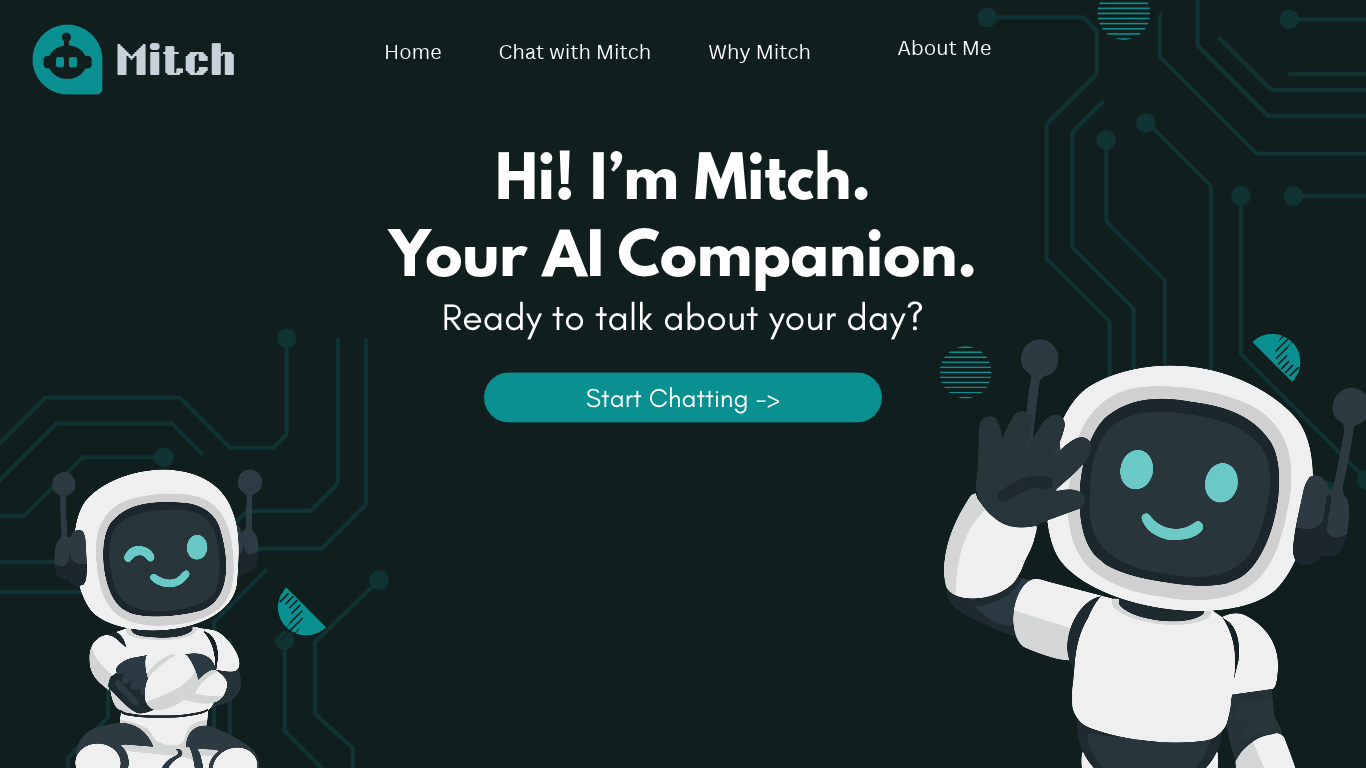 Mitch
Home Chat with Mitch Why Mitch About Me
Hi! I’m Mitch.
Your AI Companion.
Ready to talk about your day?
Start Chatting ->